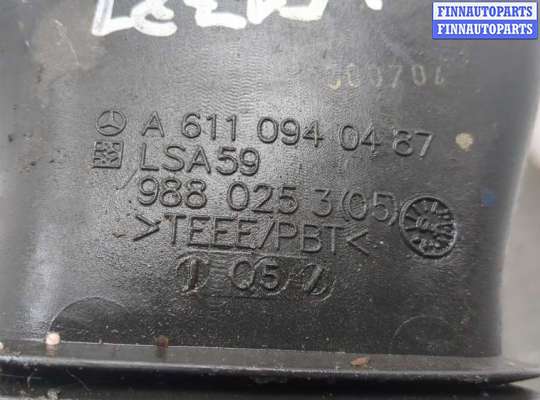 FINNAUTOPARTS
FINNAUTOPARTS
000704
A 611 094 04 87
LSA59
988 025 3(05)
>TEEE/PBT<
05